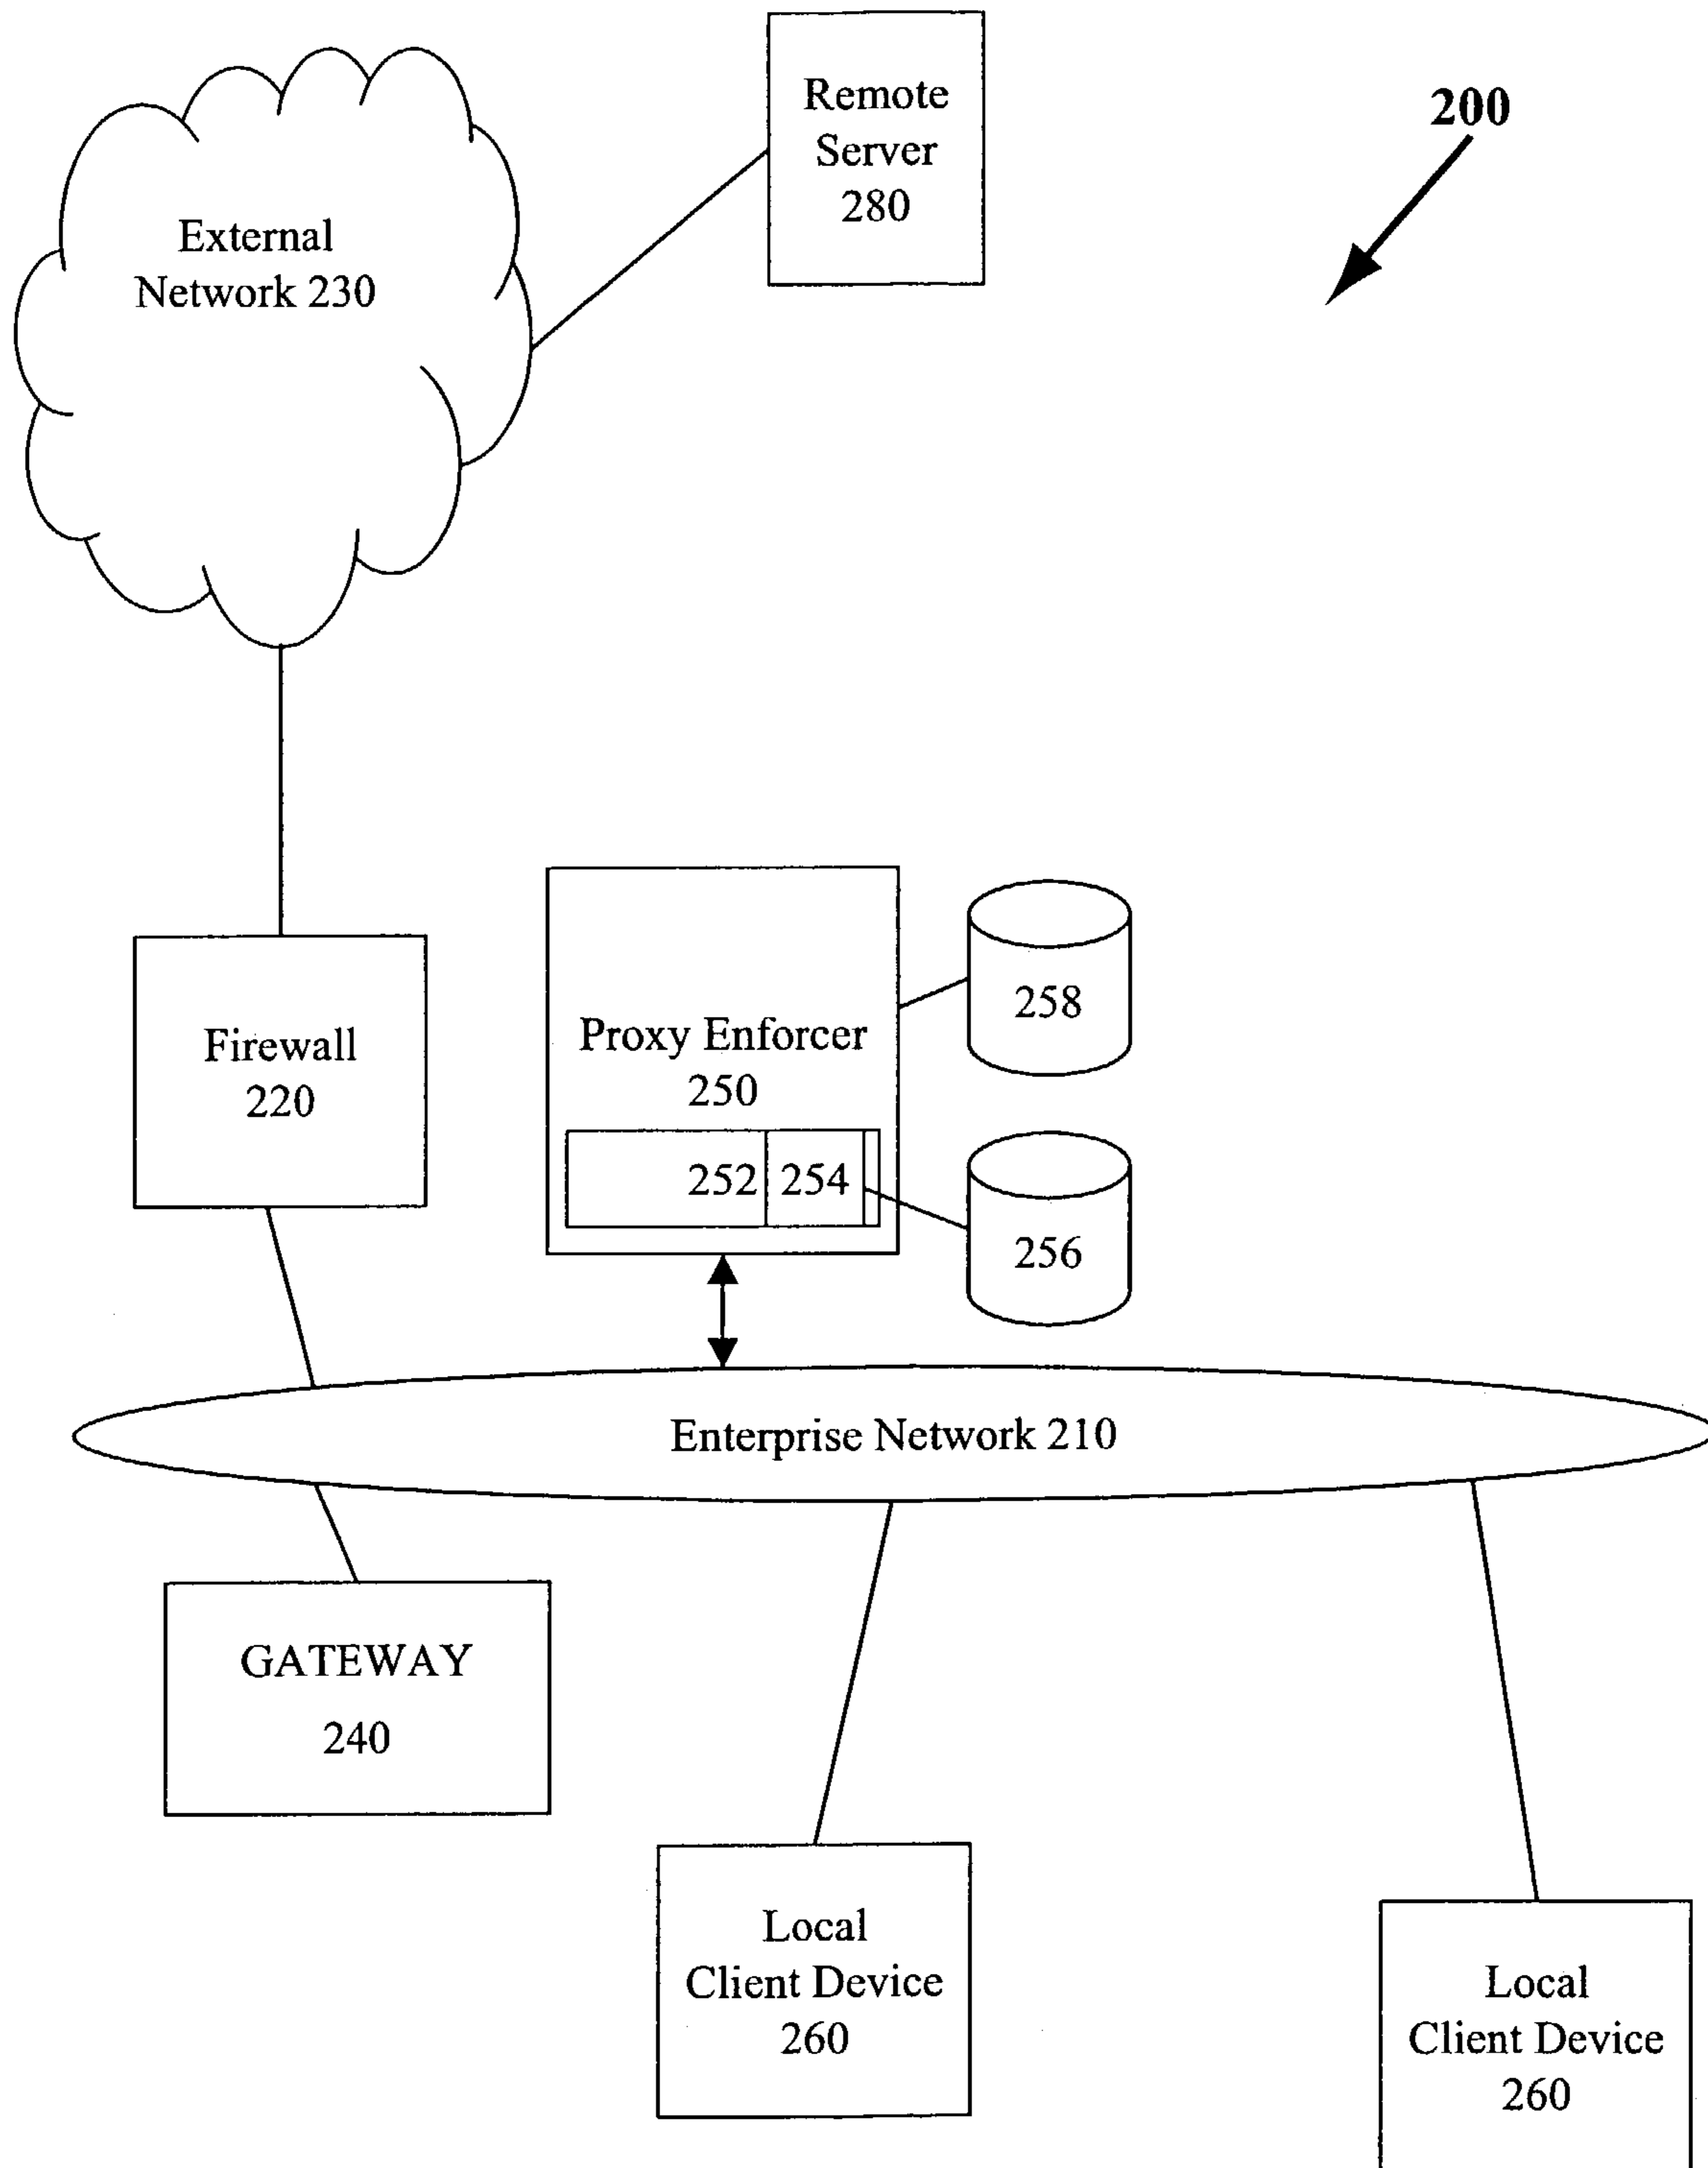 Remote
Server
280
200
External
Network 230
Firewall
220
Proxy Enforcer
250
252
254
258
256
Enterprise Network 210
GATEWAY
240
Local
Client Device
260
Local
Client Device
260